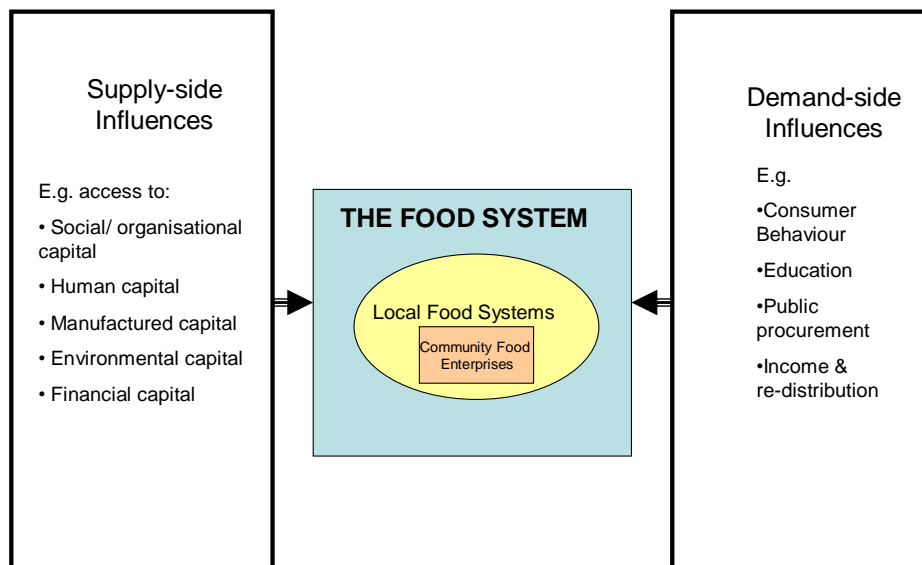 Supply-side
Influences
E.g. access to:
• Social/ organisational
capital
• Human capital
• Manufactured capital
• Environmental capital
• Financial capital
THE FOOD SYSTEM
Local Food Systems
Community Food
Enterprises
Demand-side
Influences
E.g.
•Consumer
Behaviour
•Education
•Public
procurement
•Income &
re-distribution